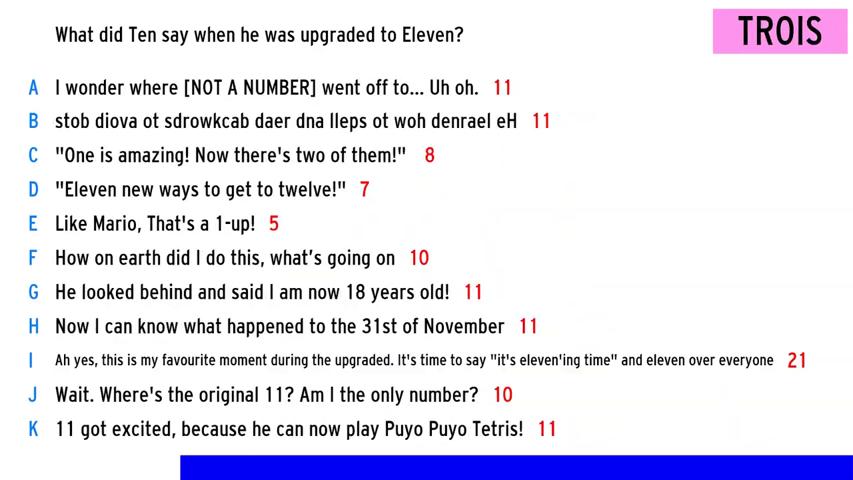 What did Ten say when he was upgraded to Eleven?
TROIS
A I wonder where [NOT A NUMBER] went off to... Uh oh. 11
B stob diova ot sdrowkcab daer dna lleps ot woh denrael eH 11
C "One is amazing! Now there's two of them!" 8
D "Eleven new ways to get to twelve!" 7
E Like Mario, That's a 1-up! 5
F How on earth did I do this, what’s going on 10
G He looked behind and said I am now 18 years old! 11
H Now I can know what happened to the 31st of November 11
I Ah yes, this is my favourite moment during the upgraded. It's time to say "it's eleven'ing time" and eleven over everyone 21
J Wait. Where's the original 11? Am I the only number? 10
K 11 got excited, because he can now play Puyo Puyo Tetris! 11